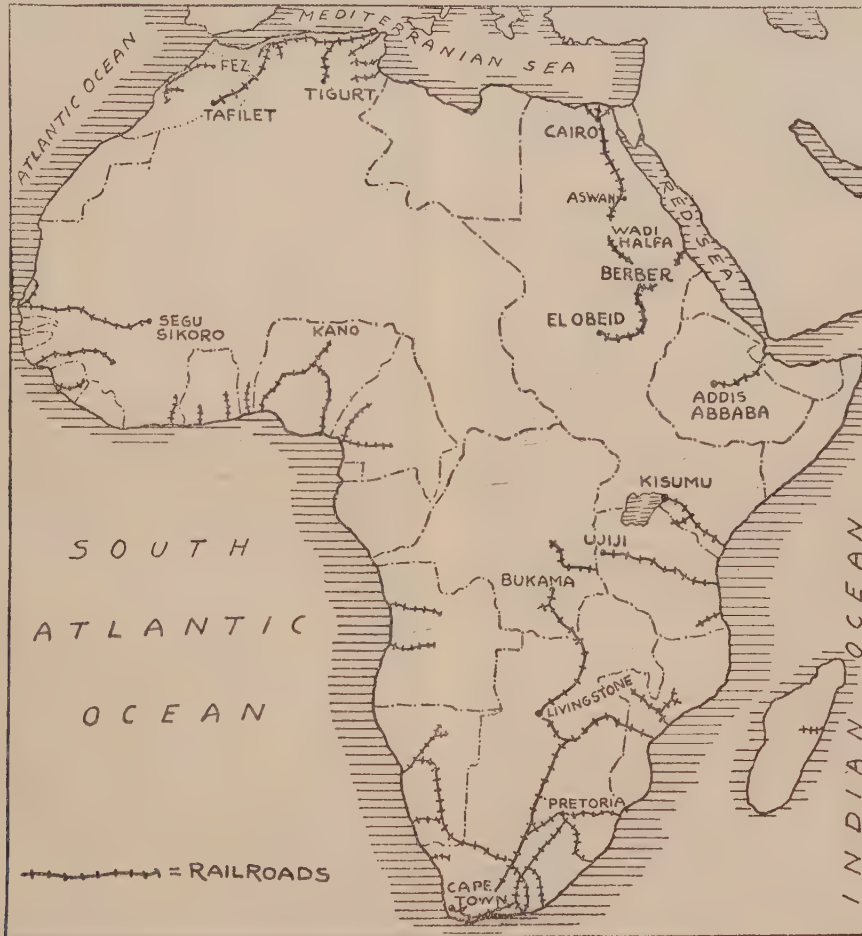 MEDITERRANIAN SEA
ATLANTIC OCEAN
FEZ
TAFILET
TIGURT
CAIRO
ASWAN
RED SEA
WADI
HALFA
BERBER
EL OBEID
SEGU
SIKORO
KANO
ADDIS
ABBABA
KISUMU
UJIJI
BUKAMA
SOUTH
ATLANTIC
OCEAN
LIVINGSTONE
PRETORIA
INDIAN OCEAN
= RAILROADS
CAPE
TOWN